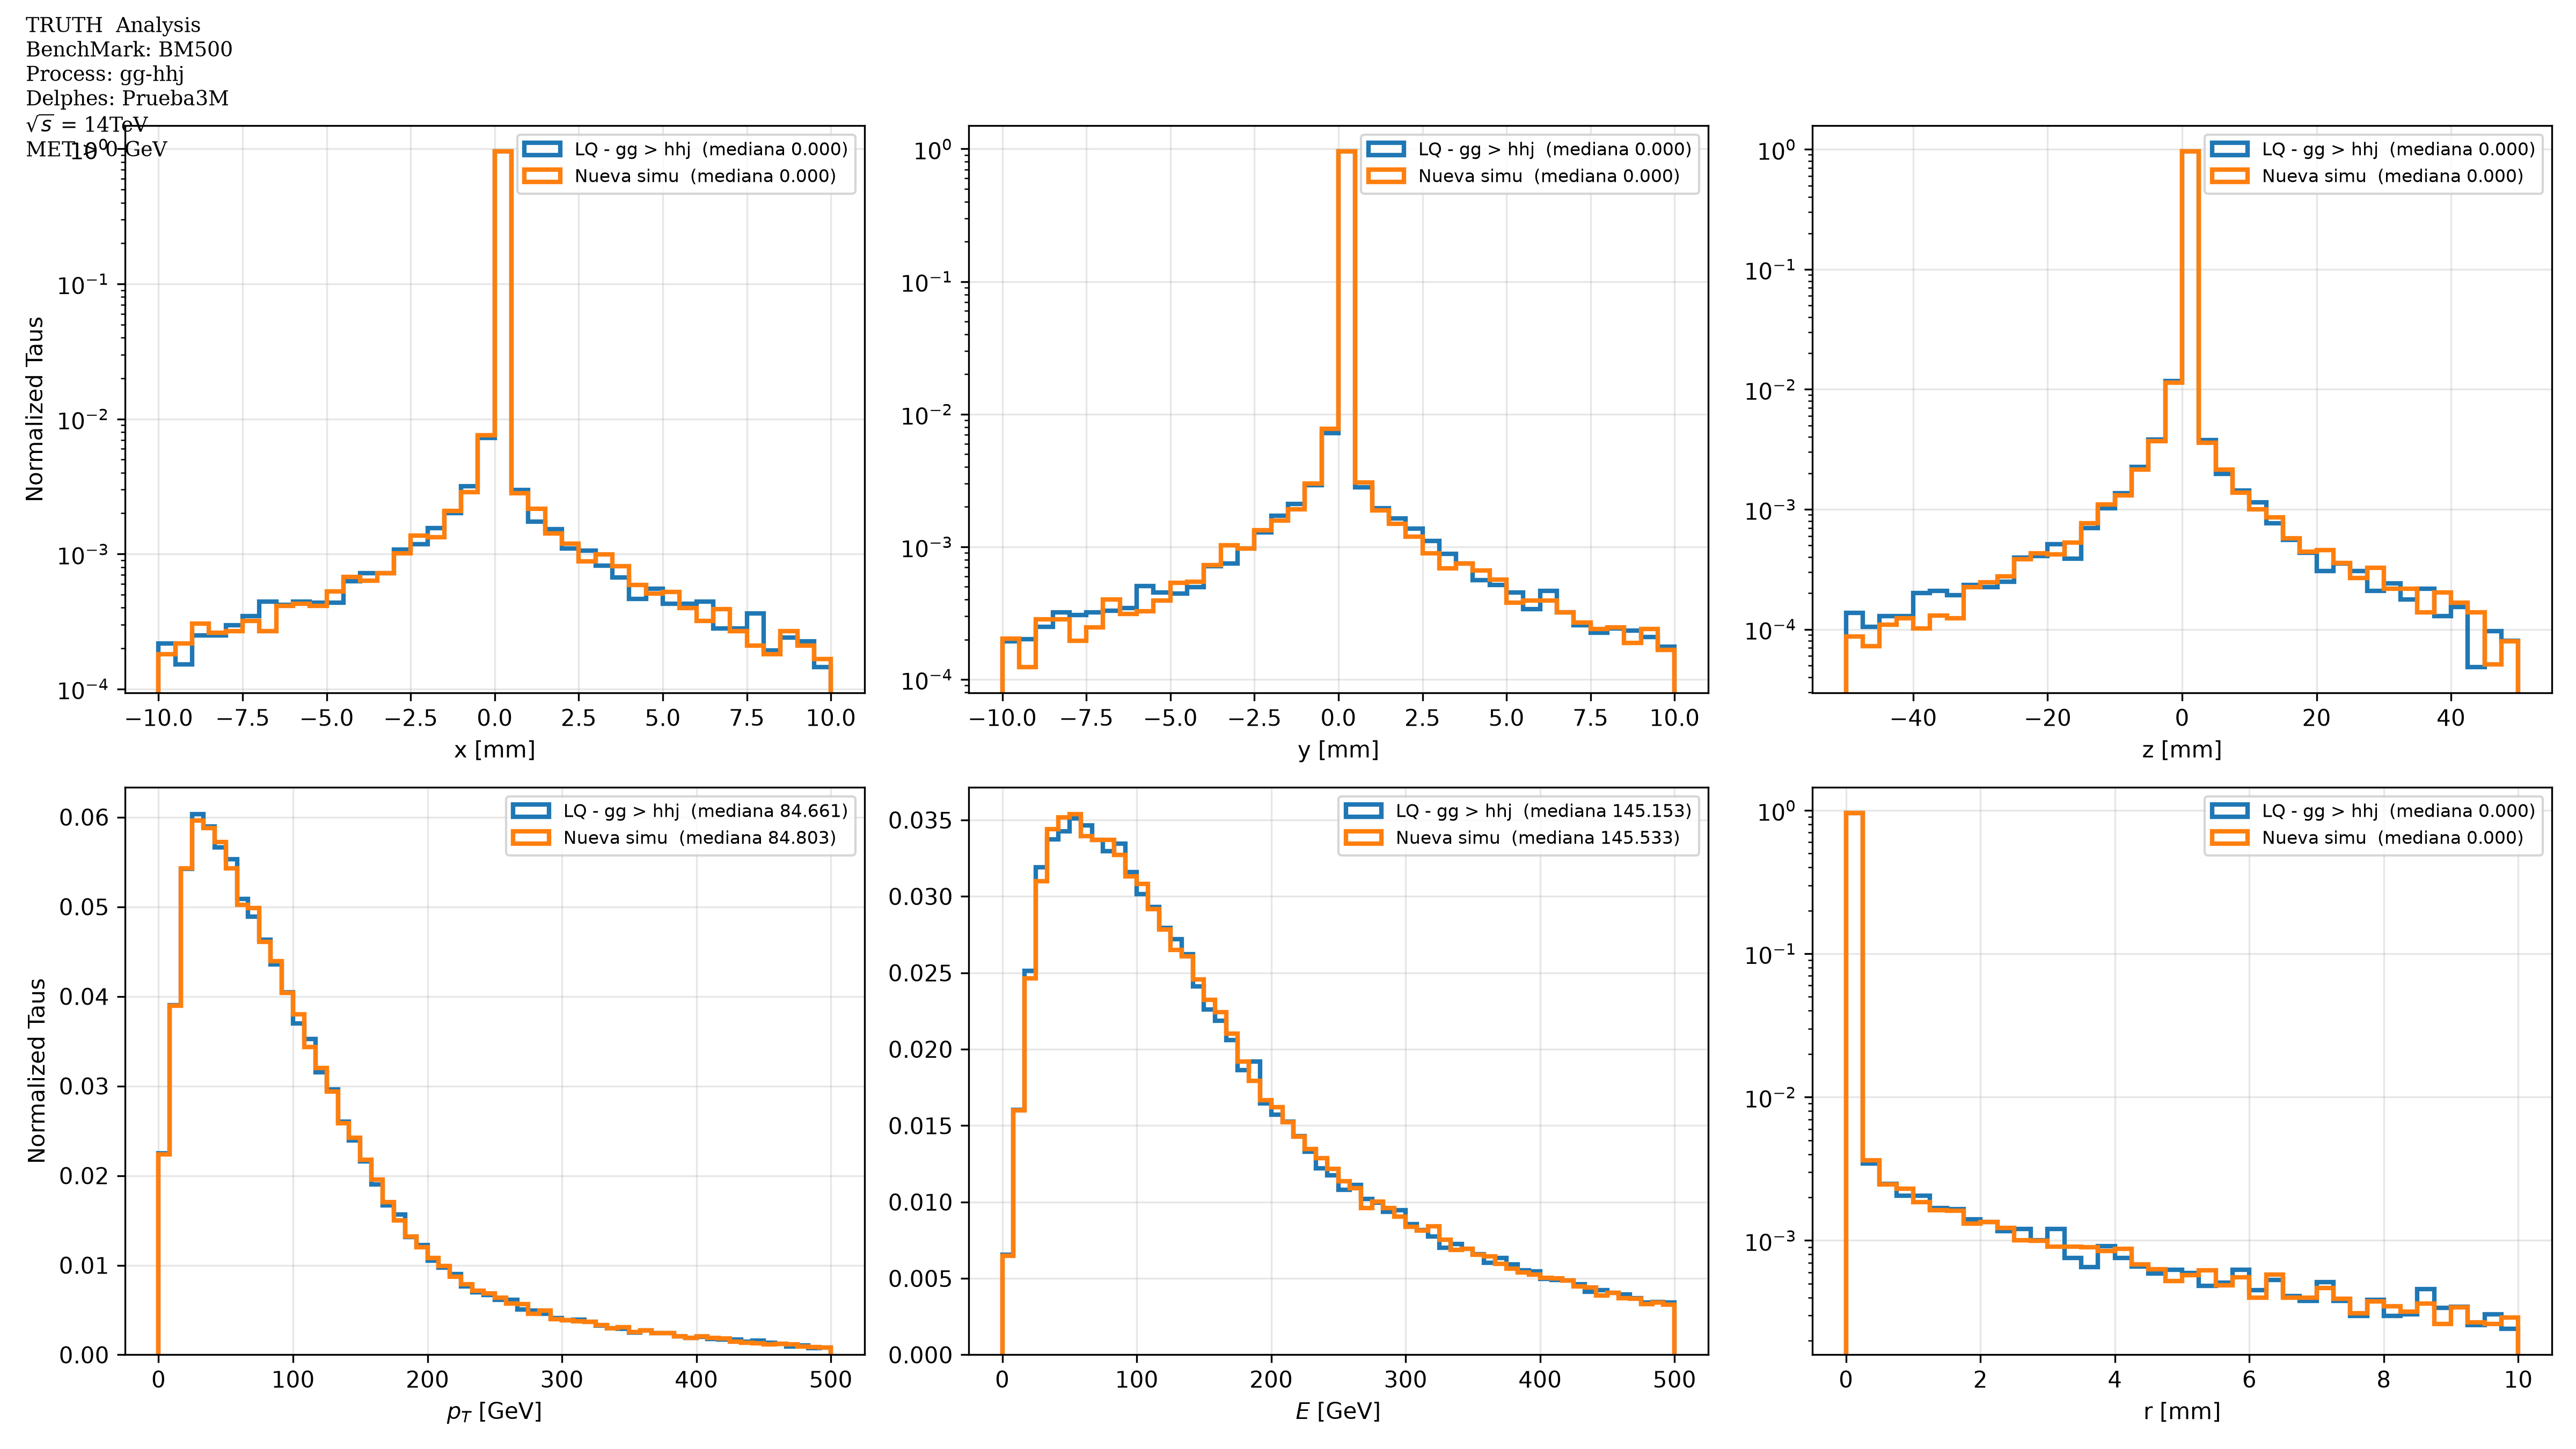 TRUTH  Analysis
BenchMark: BM500
Process: gg-hhj
Delphes: Prueba3M
√s = 14TeV
MET > 0 GeV
10⁰
10⁻¹
10⁻²
10⁻³
10⁻⁴
Normalized Taus
LQ - gg > hhj  (mediana 0.000)
Nueva simu  (mediana 0.000)
−10.0 −7.5 −5.0 −2.5 0.0 2.5 5.0 7.5 10.0
x [mm]
10⁰
10⁻¹
10⁻²
10⁻³
10⁻⁴
LQ - gg > hhj  (mediana 0.000)
Nueva simu  (mediana 0.000)
−10.0 −7.5 −5.0 −2.5 0.0 2.5 5.0 7.5 10.0
y [mm]
10⁰
10⁻¹
10⁻²
10⁻³
10⁻⁴
LQ - gg > hhj  (mediana 0.000)
Nueva simu  (mediana 0.000)
−40 −20 0 20 40
z [mm]
0.06
0.05
0.04
0.03
0.02
0.01
0.00
Normalized Taus
LQ - gg > hhj  (mediana 84.661)
Nueva simu  (mediana 84.803)
0 100 200 300 400 500
p_T [GeV]
0.035
0.030
0.025
0.020
0.015
0.010
0.005
0.000
LQ - gg > hhj  (mediana 145.153)
Nueva simu  (mediana 145.533)
0 100 200 300 400 500
E [GeV]
10⁰
10⁻¹
10⁻²
10⁻³
LQ - gg > hhj  (mediana 0.000)
Nueva simu  (mediana 0.000)
0 2 4 6 8 10
r [mm]